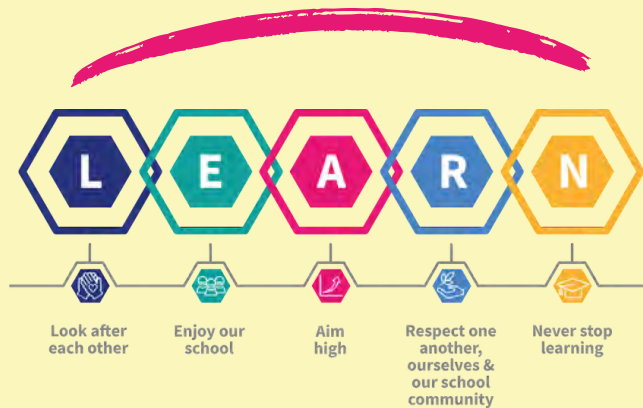 L E A R N
Look after
each other
Enjoy our
school
Aim
high
Respect one
another,
ourselves &
our school
community
Never stop
learning